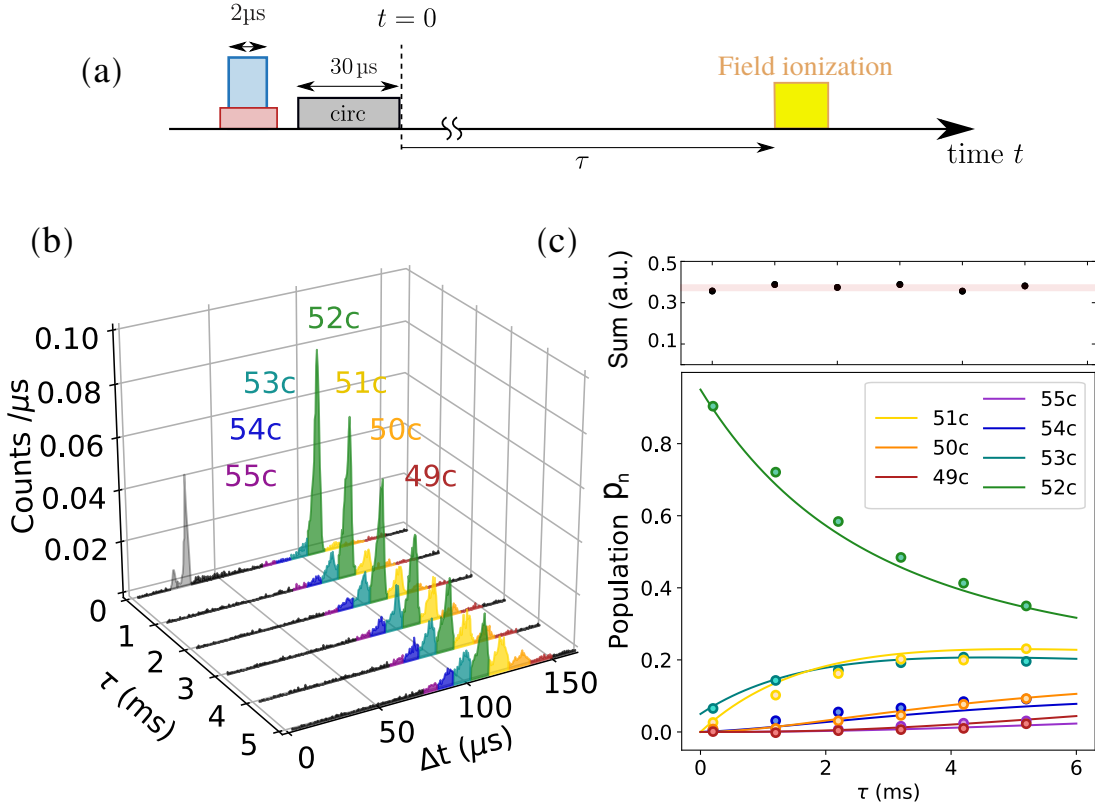 2µs
t = 0
(a)
30 µs
Field ionization
circ
τ
time t
(b)
52c
53c
51c
54c
50c
55c
49c
Counts /µs
0.10
0.08
0.06
0.04
0.02
0
0
1
2
3
4
5
τ (ms)
0
50
100
150
Δt (µs)
(c)
Sum (a.u.)
0.5
0.3
0.1
Population pn
0.8
0.6
0.4
0.2
0.0
51c
50c
49c
55c
54c
53c
52c
0
2
4
6
τ (ms)